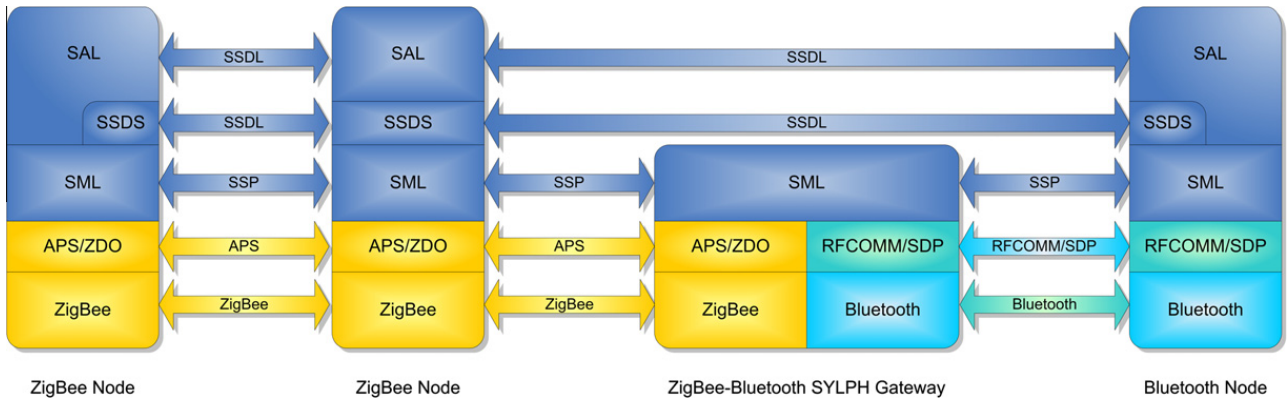 SAL
SSDL
SAL
SSDL
SAL
SSDS
SSDL
SSDS
SSDL
SSDS
SML
SSP
SML
SSP
SML
SSP
SML
APS/ZDO
APS
APS/ZDO
APS
APS/ZDO
RFCOMM/SDP
RFCOMM/SDP
RFCOMM/SDP
ZigBee
ZigBee
ZigBee
ZigBee
ZigBee
Bluetooth
Bluetooth
Bluetooth
ZigBee Node
ZigBee Node
ZigBee-Bluetooth SYLPH Gateway
Bluetooth Node